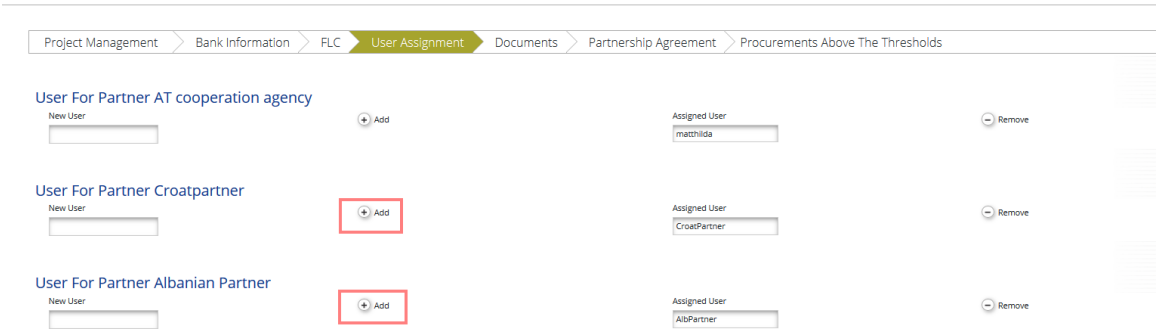 Project Management Bank Information FLC User Assignment Documents Partnership Agreement Procurements Above The Thresholds
User For Partner AT cooperation agency
New User Add Assigned User Remove
matthilda
User For Partner Croatpartner
New User Add Assigned User Remove
CroatPartner
User For Partner Albanian Partner
New User Add Assigned User Remove
AlbPartner